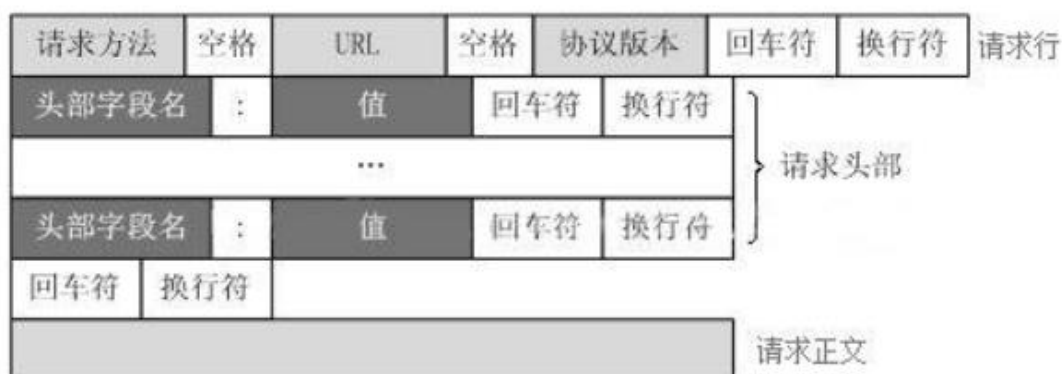 请求方法 空格 URL 空格 协议版本 回车符 换行符 请求行
头部字段名 : 值 回车符 换行符
... 请求头部
头部字段名 : 值 回车符 换行符
回车符 换行符
请求正文